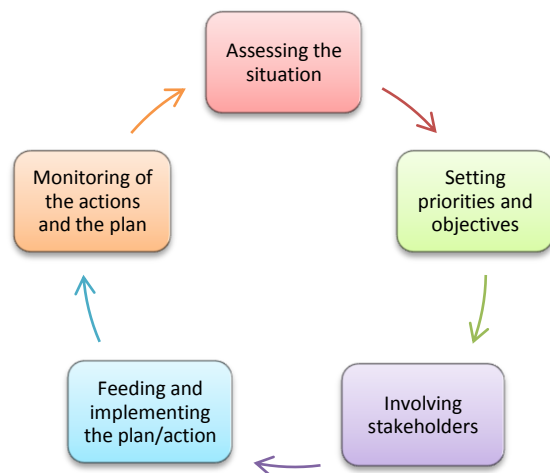 Assessing the
situation
Setting
priorities and
objectives
Involving
stakeholders
Feeding and
implementing
the plan/action
Monitoring of
the actions
and the plan